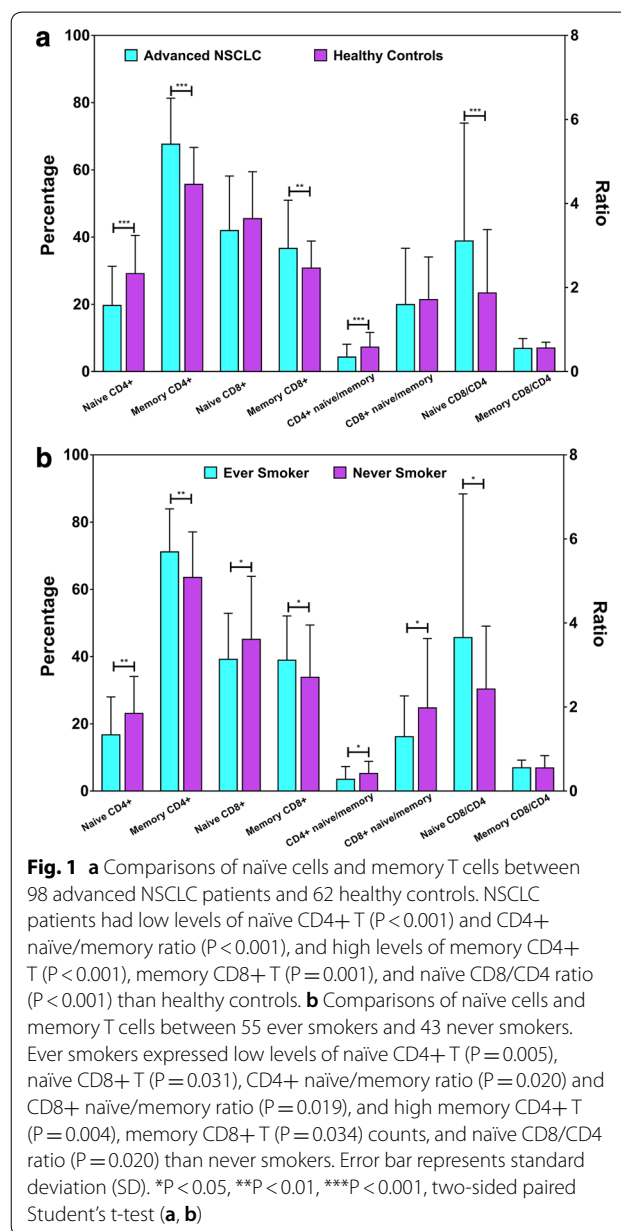 a
100
80
60
40
20
0
Percentage
Advanced NSCLC
Healthy Controls
8
6
4
2
0
Ratio
***
***
**
***
***
Naive CD4+
Memory CD4+
Naive CD8+
Memory CD8+
CD4+ naive/memory
CD8+ naive/memory
Naive CD8/CD4
Memory CD8/CD4
b
100
80
60
40
20
0
Percentage
Ever Smoker
Never Smoker
8
6
4
2
0
Ratio
**
**
*
*
*
*
*
Naive CD4+
Memory CD4+
Naive CD8+
Memory CD8+
CD4+ naive/memory
CD8+ naive/memory
Naive CD8/CD4
Memory CD8/CD4
Fig. 1 a Comparisons of naïve cells and memory T cells between
98 advanced NSCLC patients and 62 healthy controls. NSCLC
patients had low levels of naïve CD4+ T (P < 0.001) and CD4+
naïve/memory ratio (P < 0.001), and high levels of memory CD4+
T (P < 0.001), memory CD8+ T (P = 0.001), and naïve CD8/CD4 ratio
(P < 0.001) than healthy controls. b Comparisons of naïve cells and
memory T cells between 55 ever smokers and 43 never smokers.
Ever smokers expressed low levels of naïve CD4+ T (P = 0.005),
naïve CD8+ T (P = 0.031), CD4+ naïve/memory ratio (P = 0.020) and
CD8+ naïve/memory ratio (P = 0.019), and high memory CD4+ T
(P = 0.004), memory CD8+ T (P = 0.034) counts, and naïve CD8/CD4
ratio (P = 0.020) than never smokers. Error bar represents standard
deviation (SD). *P < 0.05, **P < 0.01, ***P < 0.001, two-sided paired
Student's t-test (a, b)